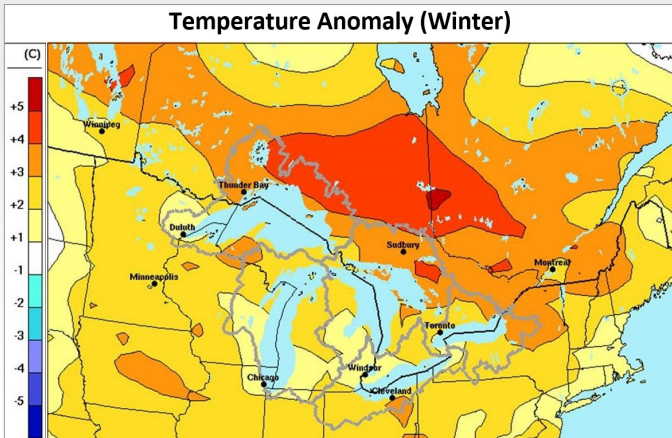 Temperature Anomaly (Winter)
(C)
+5
+4
+3
+2
+1
-1
-2
-3
-4
-5
Winnipeg
Thunder Bay
Duluth
Sudbury
Montreal
Minneapolis
Toronto
Windsor
Chicago
Cleveland